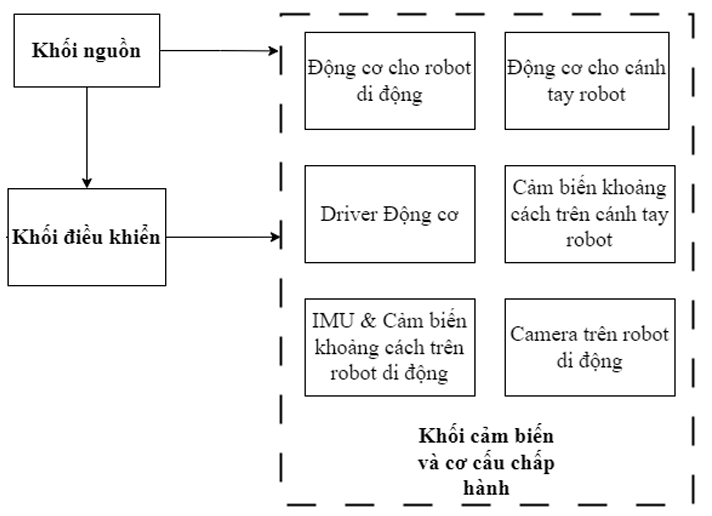 Khối nguồn
Động cơ cho robot
di động
Động cơ cho cánh
tay robot
Khối điều khiển
Driver Động cơ
Cảm biến khoảng
cách trên cánh tay
robot
IMU & Cảm biến
khoảng cách trên
robot di động
Camera trên robot
di động
Khối cảm biến
và cơ cấu chấp
hành